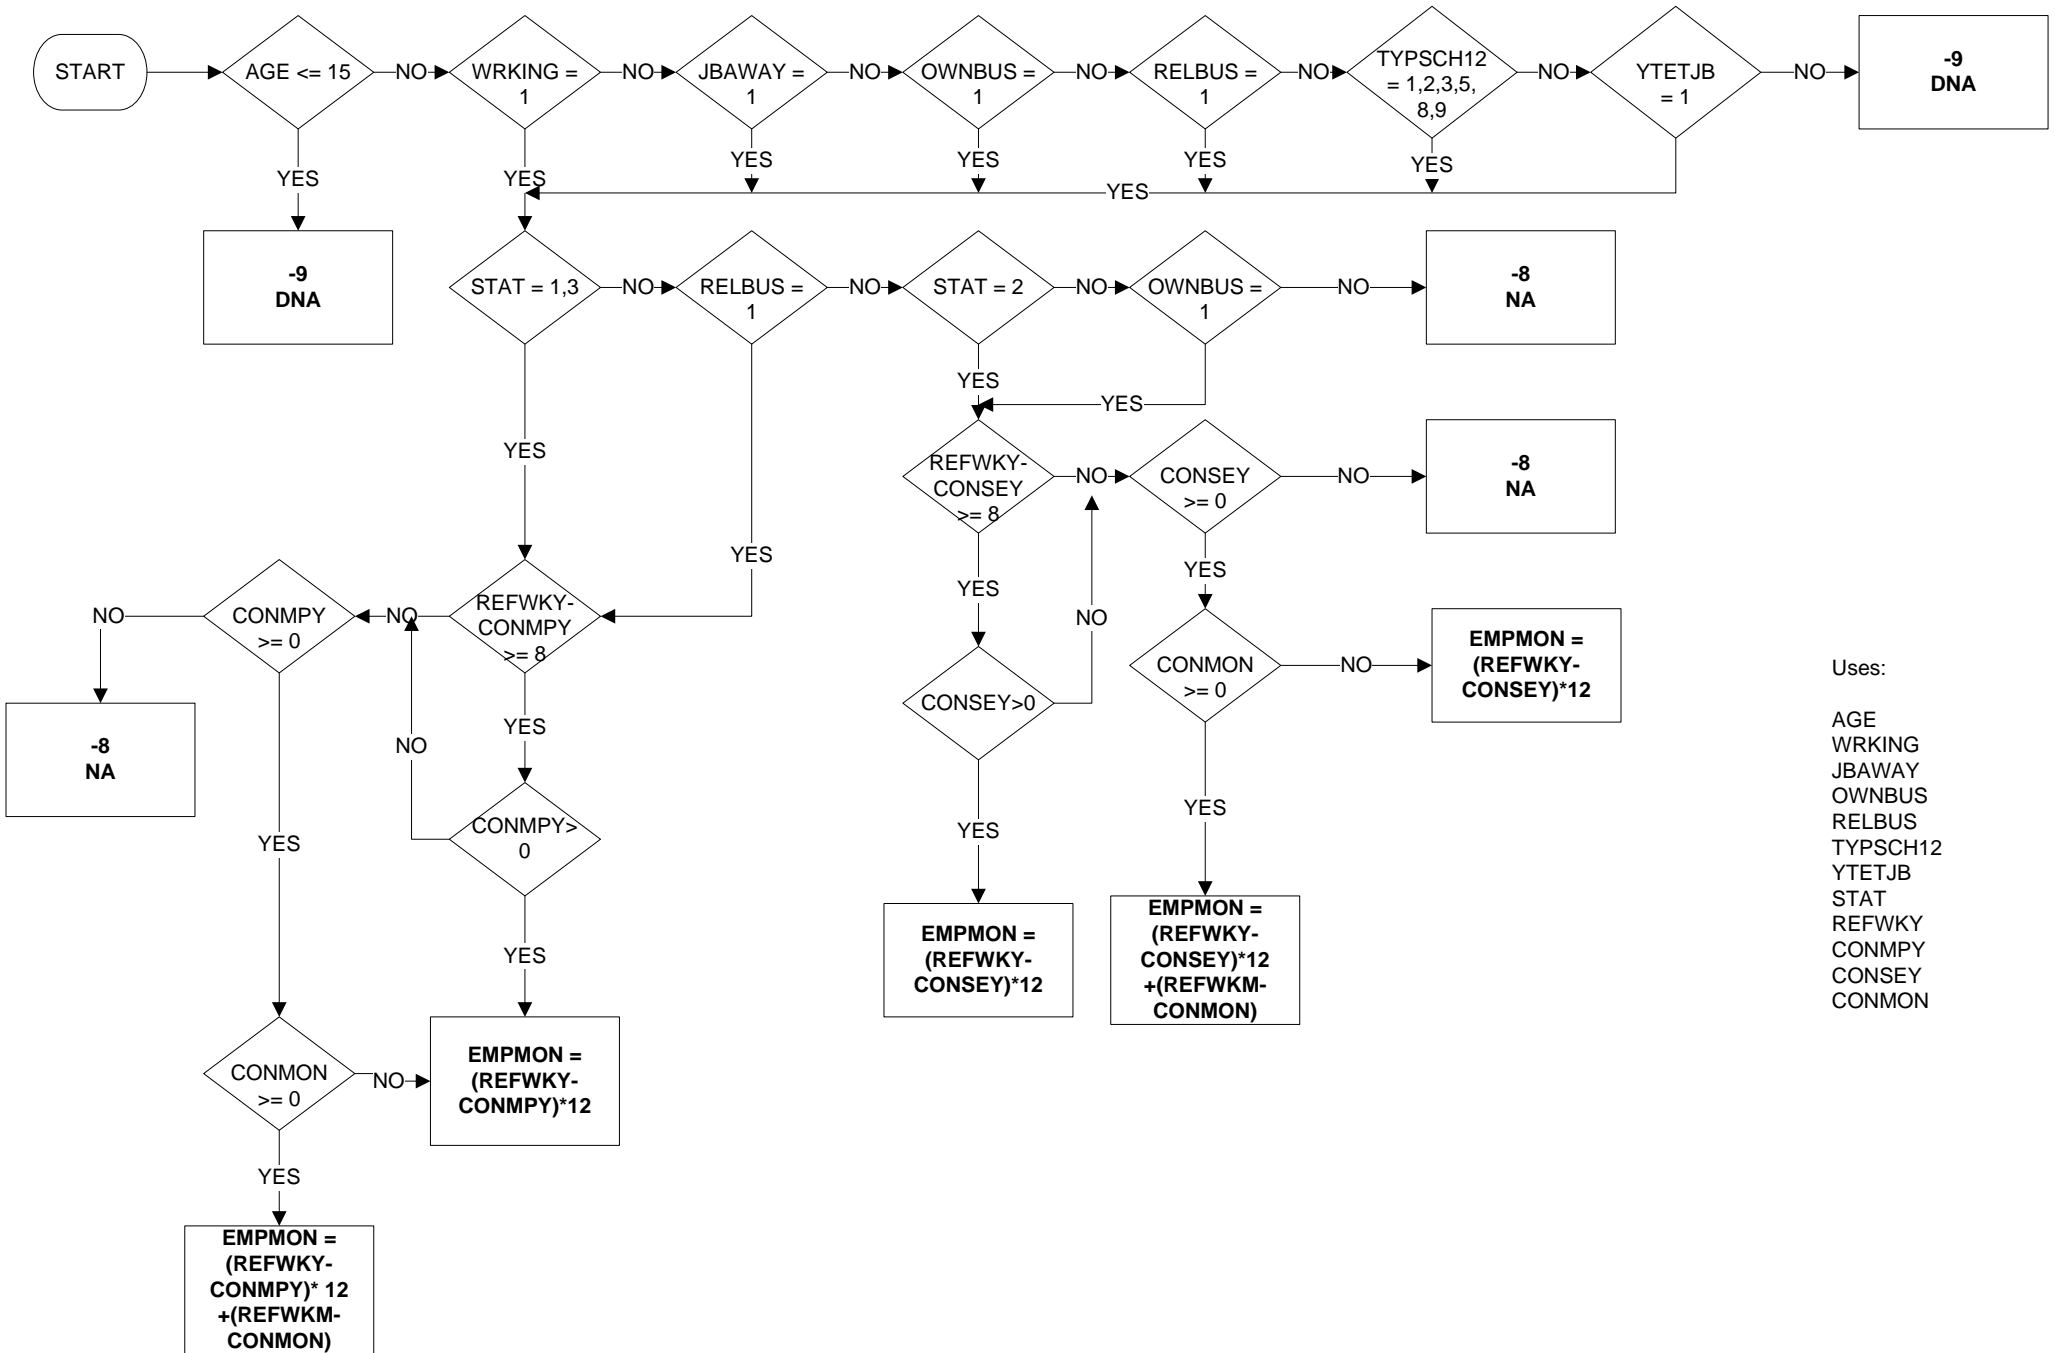 START
AGE <= 15
NO
WRKING =
1
NO
JBAWAY =
1
NO
OWNBUS =
1
NO
RELBUS =
1
NO
TYPSCH12
= 1,2,3,5,
8,9
NO
YTETJB
= 1
NO
-9
DNA
YES
YES
YES
YES
YES
YES
YES
-9
DNA
STAT = 1,3
NO
RELBUS =
1
NO
STAT = 2
NO
OWNBUS =
1
NO
-8
NA
YES
YES
YES
YES
REFWKY-
CONSEY
>= 8
NO
CONSEY
>= 0
NO
-8
NA
YES
NO
YES
NO
CONMPY
>= 0
NO
REFWKY-
CONMPY
>= 8
CONSEY>0
CONMON
>= 0
NO
EMPMON =
(REFWKY-
CONSEY)*12
-8
NA
YES
NO
YES
CONMPY>
0
YES
YES
YES
EMPMON =
(REFWKY-
CONSEY)*12
EMPMON =
(REFWKY-
CONSEY)*12
+(REFWKM-
CONMON)
CONMON
>= 0
NO
EMPMON =
(REFWKY-
CONMPY)*12
YES
EMPMON =
(REFWKY-
CONMPY)* 12
+(REFWKM-
CONMON)
Uses:
AGE
WRKING
JBAWAY
OWNBUS
RELBUS
TYPSCH12
YTETJB
STAT
REFWKY
CONMPY
CONSEY
CONMON